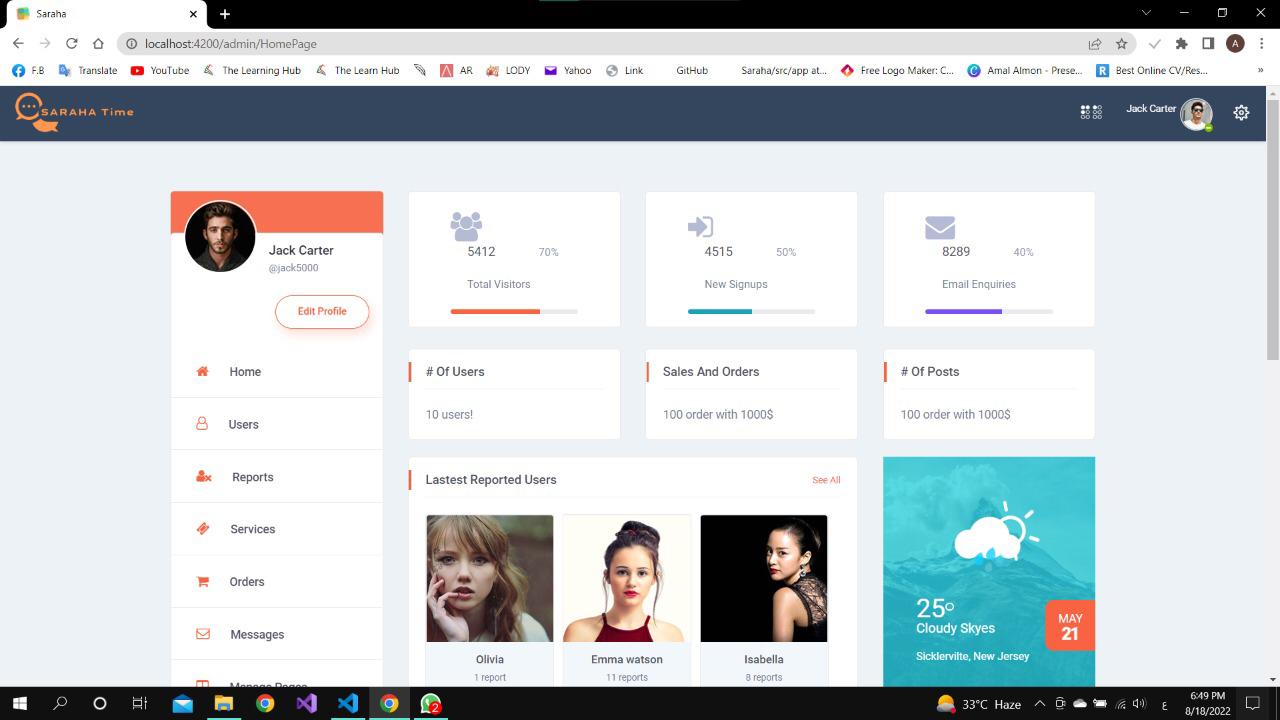 Saraha
localhost:4200/admin/HomePage
A
F.B
Translate
YouTube
The Learning Hub
The Learn Hub
AR
LODY
Yahoo
Link
GitHub
Saraha/src/app at...
Free Logo Maker: C...
Amal Almon - Prese...
Best Online CV/Res...
»
SARAHA Time
Jack Carter
Jack Carter
@jack5000
Edit Profile
Home
Users
Reports
Services
Orders
Messages
Manage Pages
5412 70%
Total Visitors
4515 50%
New Signups
8289 40%
Email Enquiries
# Of Users
10 users!
Sales And Orders
100 order with 1000$
# Of Posts
100 order with 1000$
Lastest Reported Users
See All
Olivia
1 report
Emma watson
11 reports
Isabella
8 reports
25°
Cloudy Skyes
Sicklervilte, New Jersey
MAY
21
2
33°C Haze
ع
6:49 PM
8/18/2022